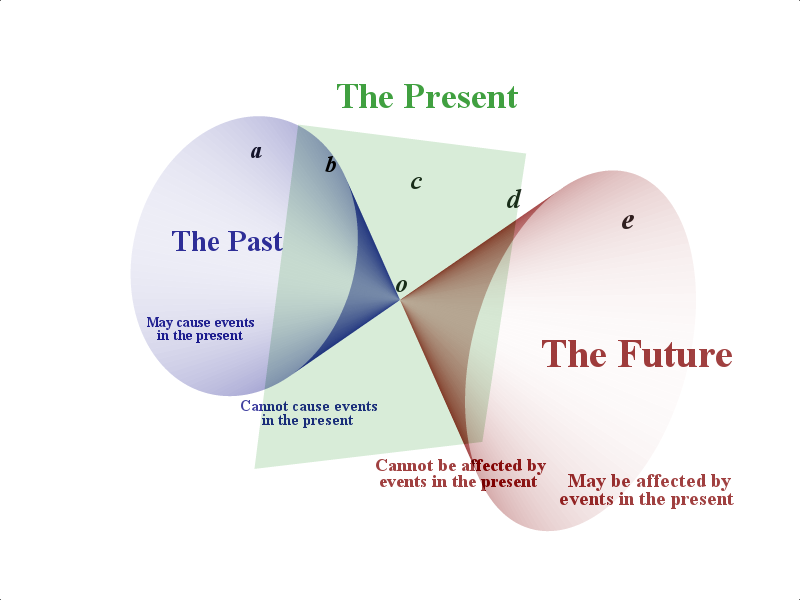 The Present
a
b
c
d
e
The Past
o
May cause events
in the present
The Future
Cannot cause events
in the present
Cannot be affected by
events in the present
May be affected by
events in the present